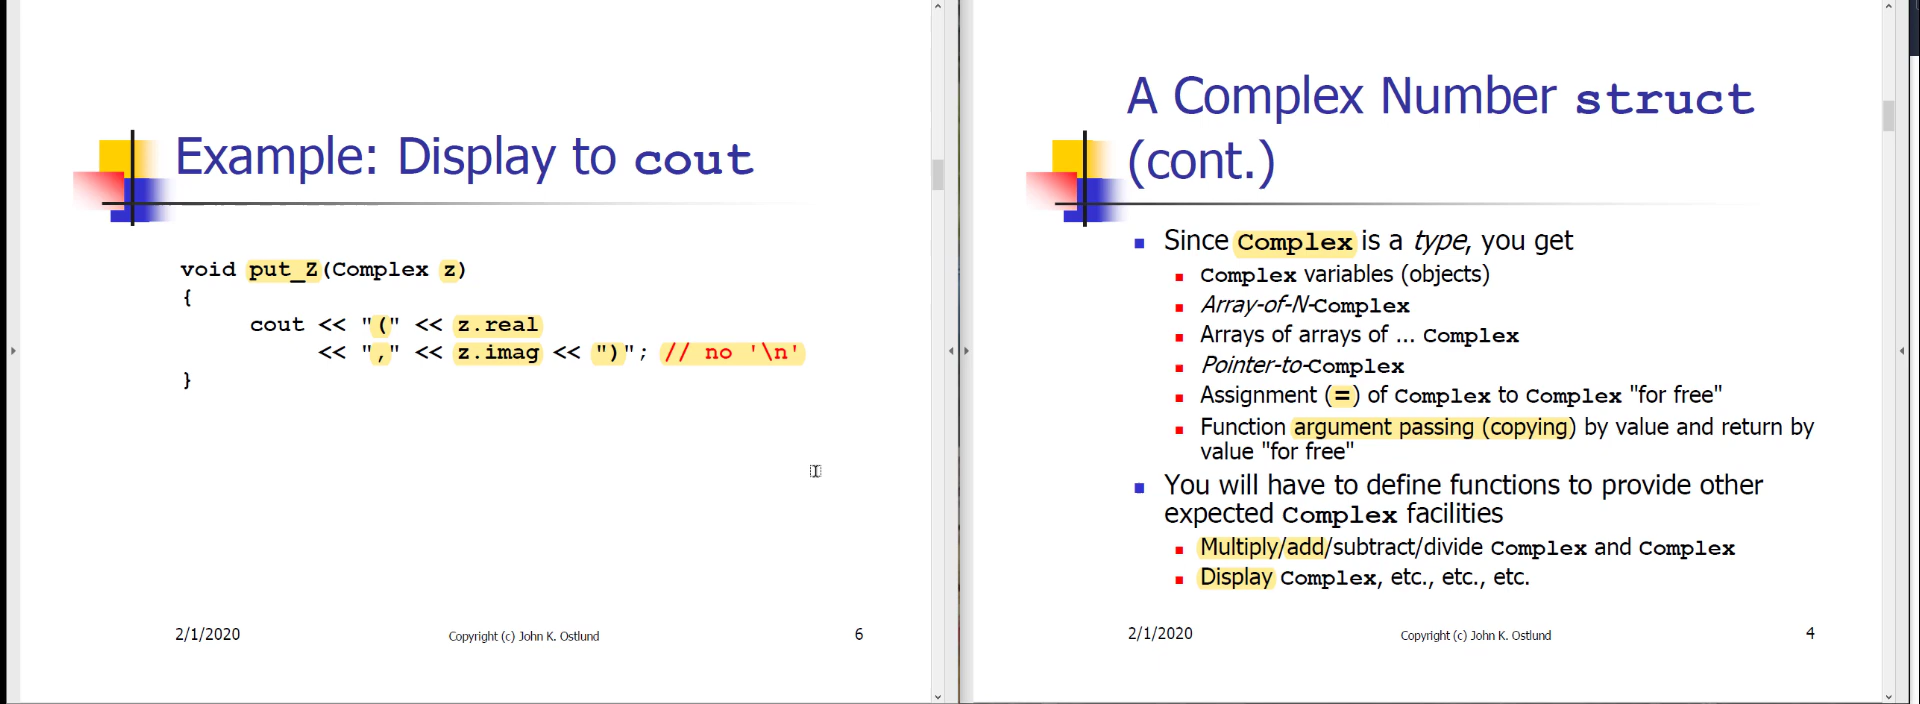 Example: Display to cout
void put_Z(Complex z)
{
cout << "(" << z.real
<< "," << z.imag << ")"; // no '\n'
}
2/1/2020
Copyright (c) John K. Ostlund
6
A Complex Number struct
(cont.)
Since Complex is a type, you get
Complex variables (objects)
Array-of-N-Complex
Arrays of arrays of ... Complex
Pointer-to-Complex
Assignment (=) of Complex to Complex "for free"
Function argument passing (copying) by value and return by
value "for free"
You will have to define functions to provide other
expected Complex facilities
Multiply/add/subtract/divide Complex and Complex
Display Complex, etc., etc., etc.
2/1/2020
Copyright (c) John K. Ostlund
4